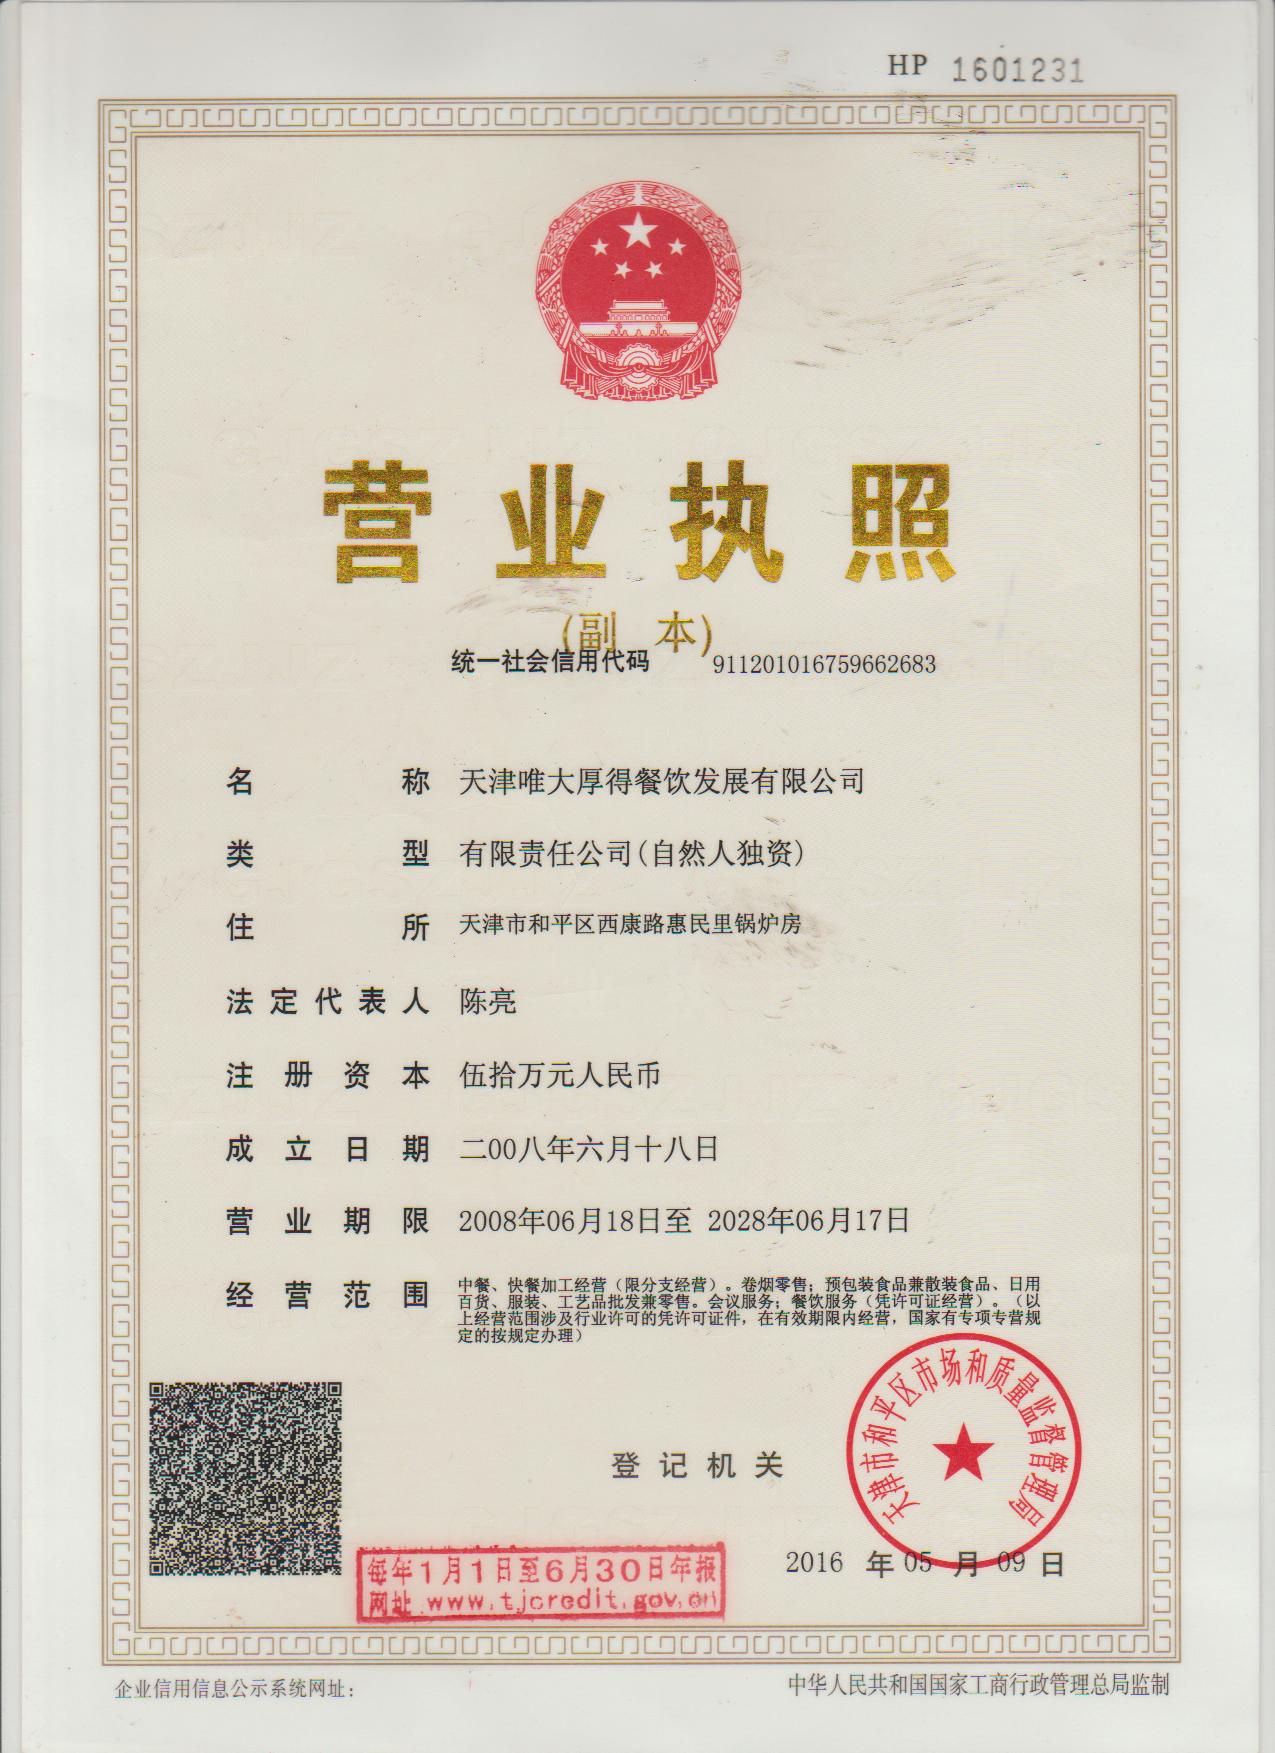 HP 1601231
营业执照
(副 本)
统一社会信用代码 911201016759662683
名称 天津唯大厚得餐饮发展有限公司
类型 有限责任公司(自然人独资)
住所 天津市和平区西康路惠民里锅炉房
法定代表人 陈亮
注册资本 伍拾万元人民币
成立日期 二00八年六月十八日
营业期限 2008年06月18日至 2028年06月17日
经营范围 中餐、快餐加工经营（限分支经营）。卷烟零售；预包装食品兼散装食品、日用
百货、服装、工艺品批发兼零售。会议服务；餐饮服务（凭许可证经营）。（以
上经营范围涉及行业许可的凭许可证件，在有效期限内经营，国家有专项专营规
定的按规定办理）
天津市和平区市场和质量监督管理局
登记机关
2016 年 05 月 09 日
每年1月1日至6月30日年报
网址 www.tjcredit.gov.cn
企业信用信息公示系统网址：
中华人民共和国国家工商行政管理总局监制